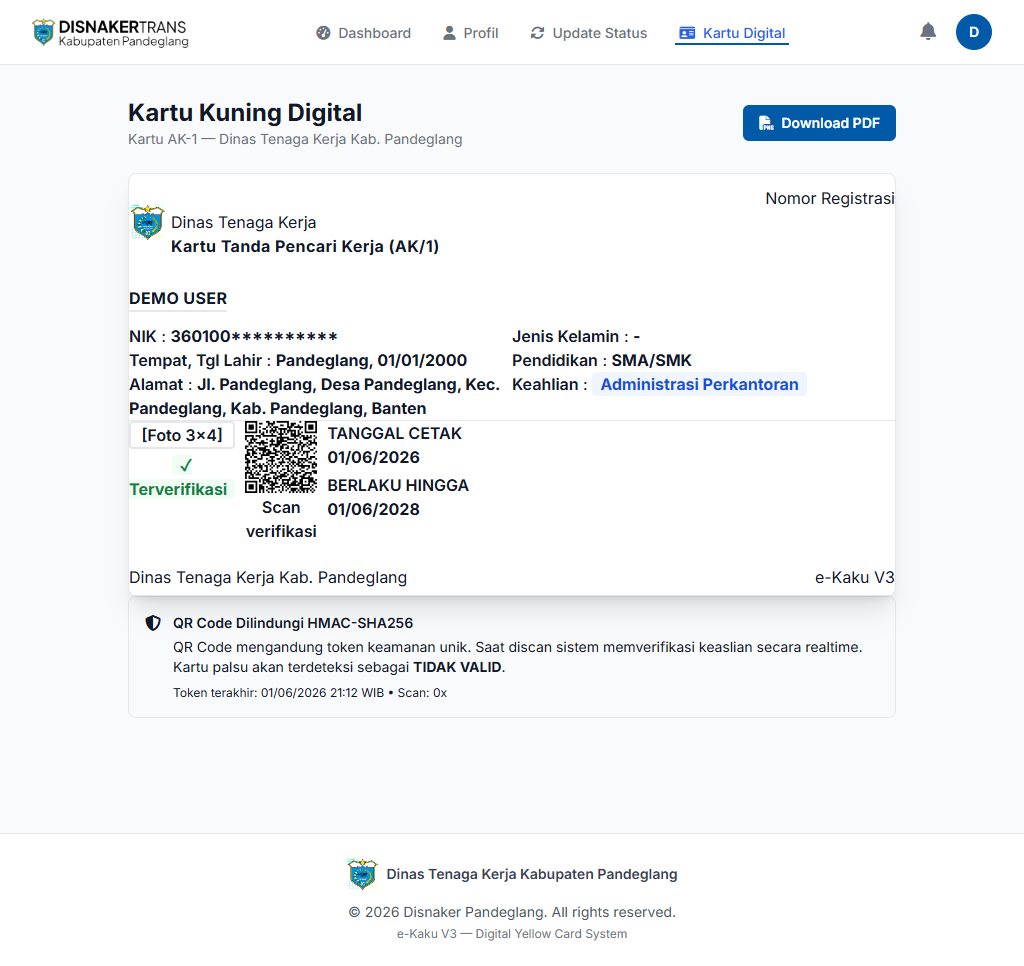 DISNAKERTRANS
Kabupaten Pandeglang
Dashboard
Profil
Update Status
Kartu Digital
D
Kartu Kuning Digital
Kartu AK-1 — Dinas Tenaga Kerja Kab. Pandeglang
Download PDF
Nomor Registrasi
Dinas Tenaga Kerja
Kartu Tanda Pencari Kerja (AK/1)
DEMO USER
NIK : 360100**********
Tempat, Tgl Lahir : Pandeglang, 01/01/2000
Alamat : Jl. Pandeglang, Desa Pandeglang, Kec.
Pandeglang, Kab. Pandeglang, Banten
Jenis Kelamin : -
Pendidikan : SMA/SMK
Keahlian : Administrasi Perkantoran
[Foto 3×4]
✓
Terverifikasi
Scan
verifikasi
TANGGAL CETAK
01/06/2026
BERLAKU HINGGA
01/06/2028
Dinas Tenaga Kerja Kab. Pandeglang
e-Kaku V3
QR Code Dilindungi HMAC-SHA256
QR Code mengandung token keamanan unik. Saat discan sistem memverifikasi keaslian secara realtime.
Kartu palsu akan terdeteksi sebagai TIDAK VALID.
Token terakhir: 01/06/2026 21:12 WIB • Scan: 0x
Dinas Tenaga Kerja Kabupaten Pandeglang
© 2026 Disnaker Pandeglang. All rights reserved.
e-Kaku V3 — Digital Yellow Card System